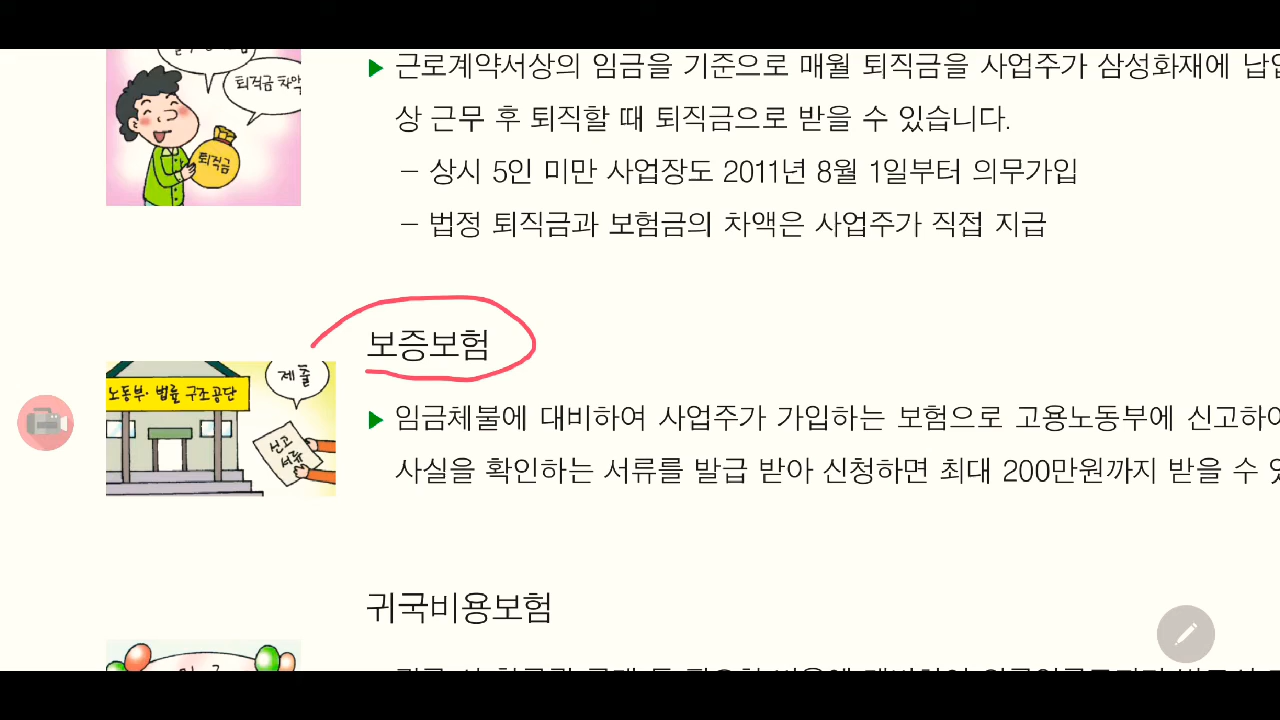 퇴직금 차액
▶ 근로계약서상의 임금을 기준으로 매월 퇴직금을 사업주가 삼성화재에
상 근무 후 퇴직할 때 퇴직금으로 받을 수 있습니다.
퇴직금
– 상시 5인 미만 사업장도 2011년 8월 1일부터 의무가입
– 법정 퇴직금과 보험금의 차액은 사업주가 직접 지급
보증보험
제출
노동부·법률 구조공단
신고
서류
▶ 임금체불에 대비하여 사업주가 가입하는 보험으로 고용노동부에
사실을 확인하는 서류를 발급 받아 신청하면 최대 200만원까지 받을 수
귀국비용보험